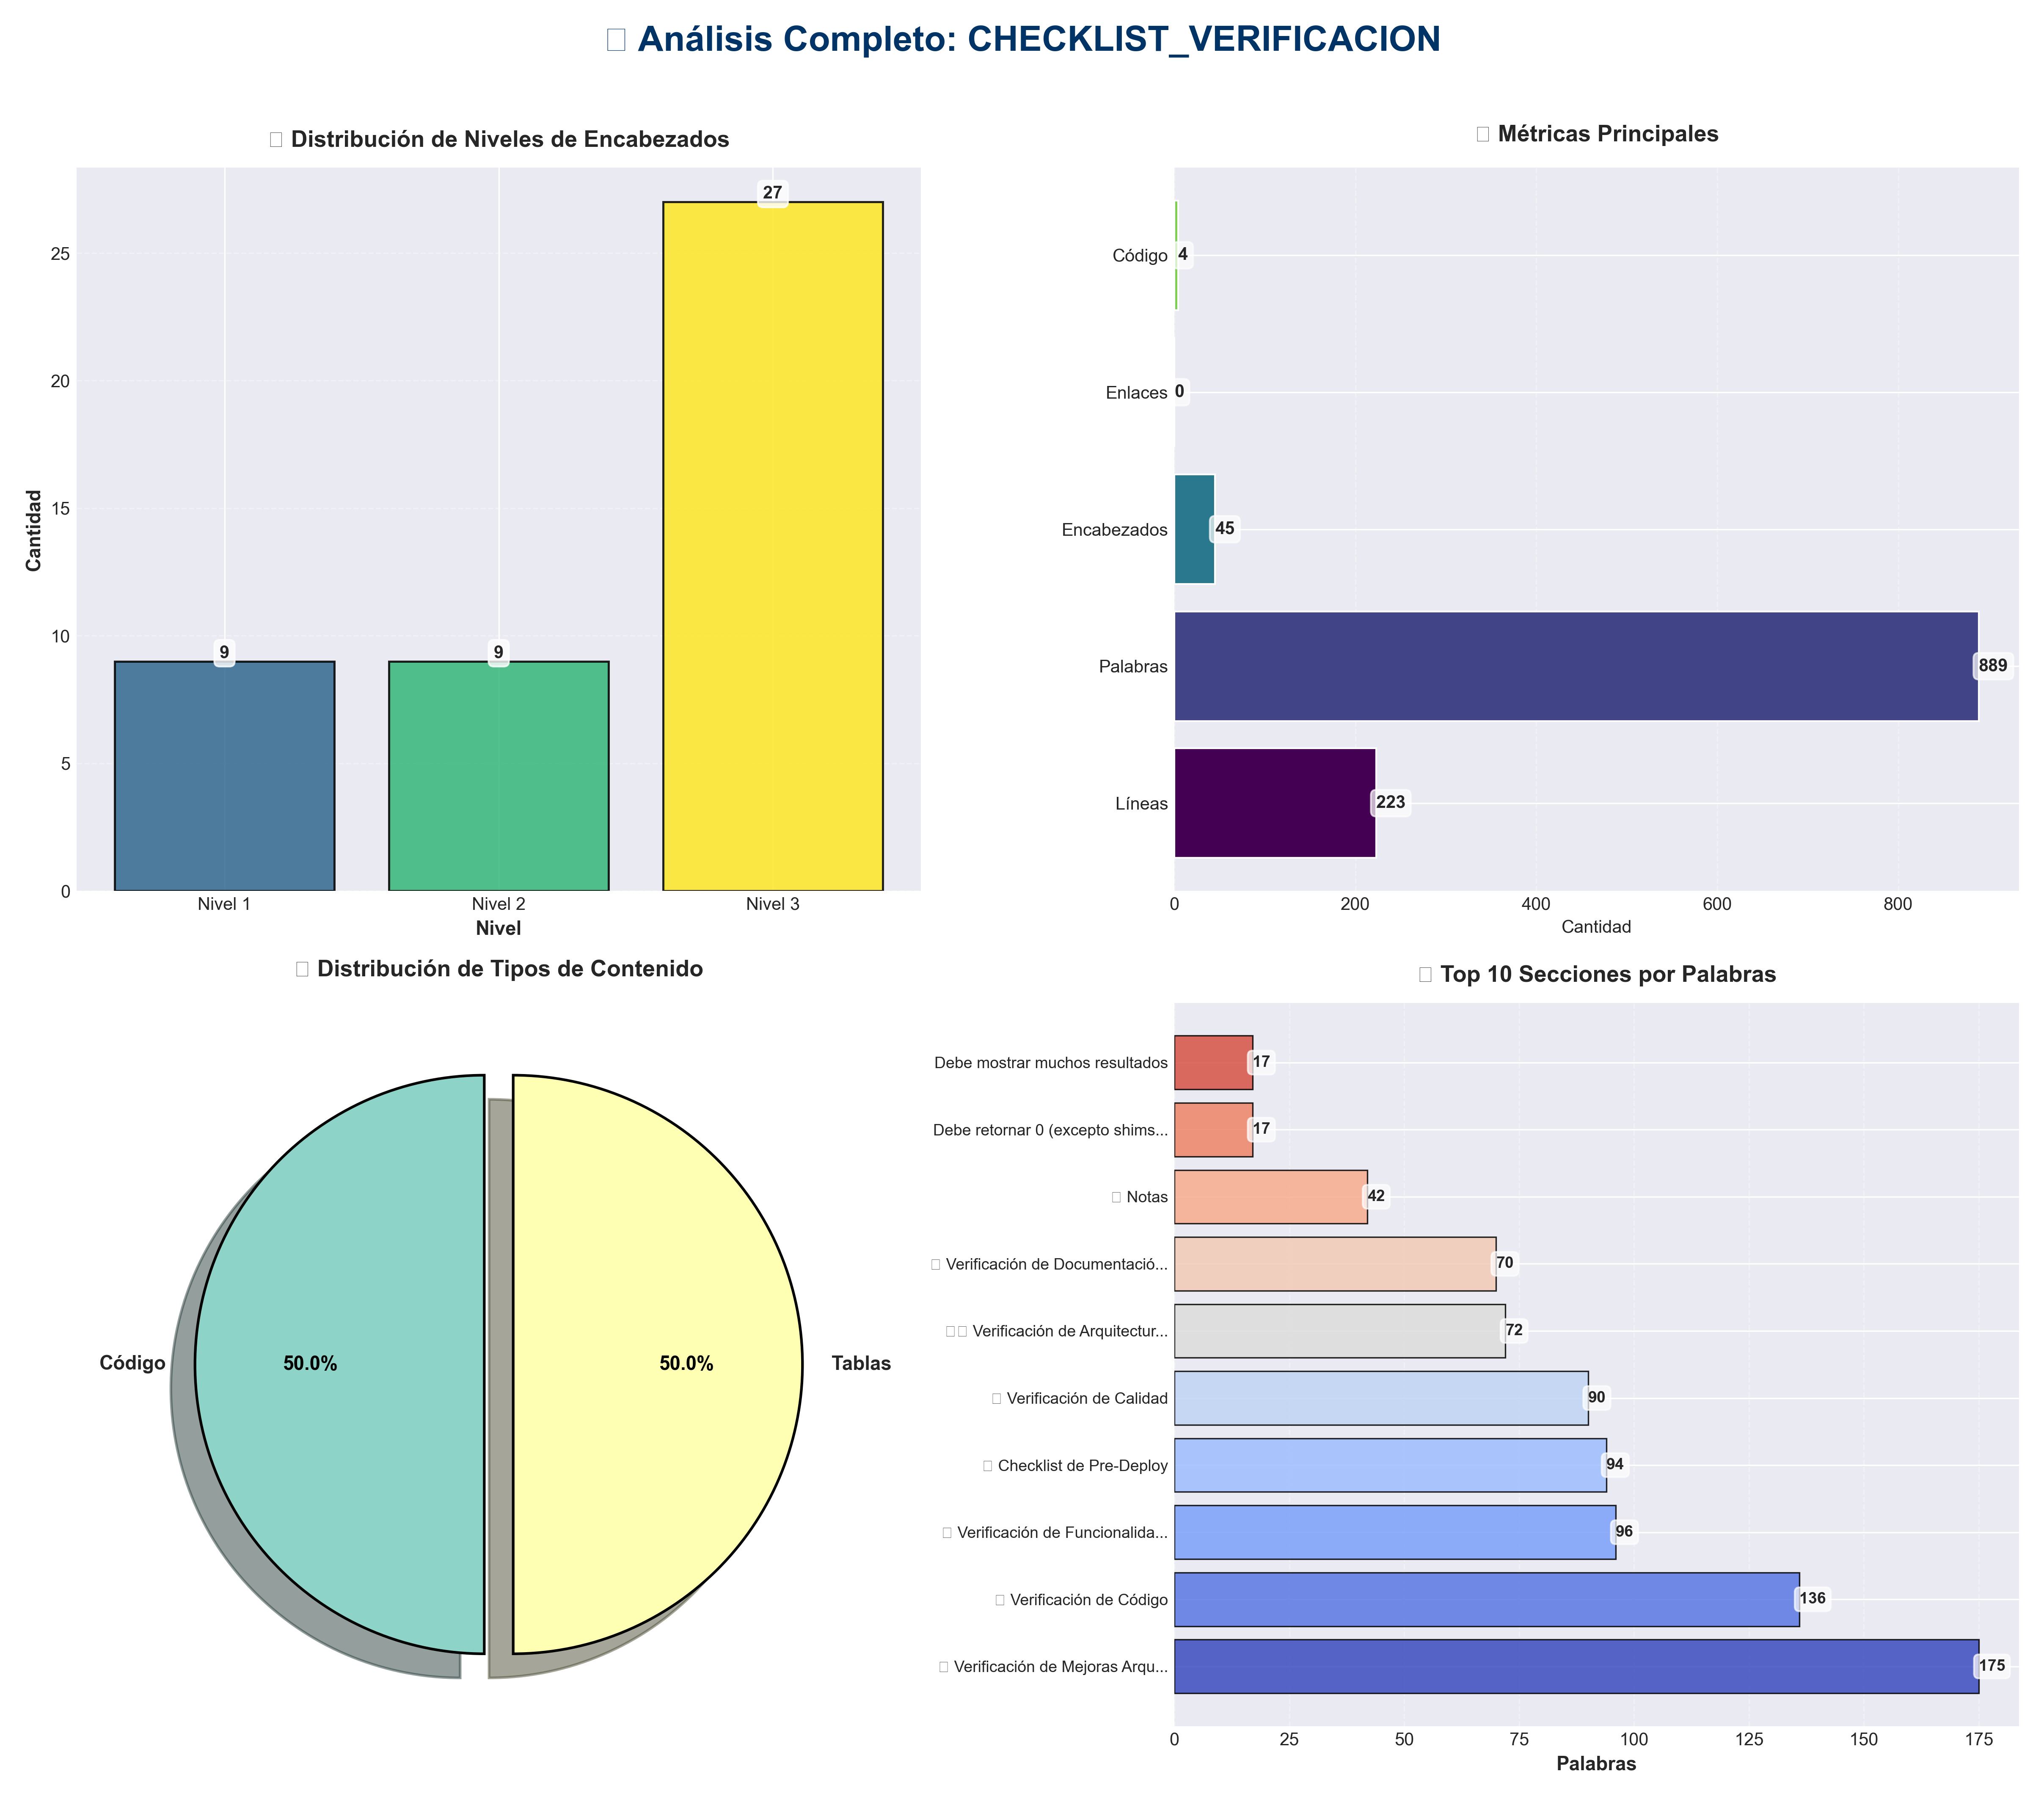 Análisis Completo: CHECKLIST_VERIFICACION
Distribución de Niveles de Encabezados
Cantidad
25
20
15
10
5
0
9
9
27
Nivel 1
Nivel 2
Nivel 3
Nivel
Métricas Principales
Código
4
Enlaces
0
Encabezados
45
Palabras
889
Líneas
223
0
200
400
600
800
Cantidad
Distribución de Tipos de Contenido
Código
50.0%
50.0%
Tablas
Top 10 Secciones por Palabras
Debe mostrar muchos resultados
17
Debe retornar 0 (excepto shims...
17
Notas
42
Verificación de Documentació...
70
Verificación de Arquitectur...
72
Verificación de Calidad
90
Checklist de Pre-Deploy
94
Verificación de Funcionalida...
96
Verificación de Código
136
Verificación de Mejoras Arqu...
175
0
25
50
75
100
125
150
175
Palabras